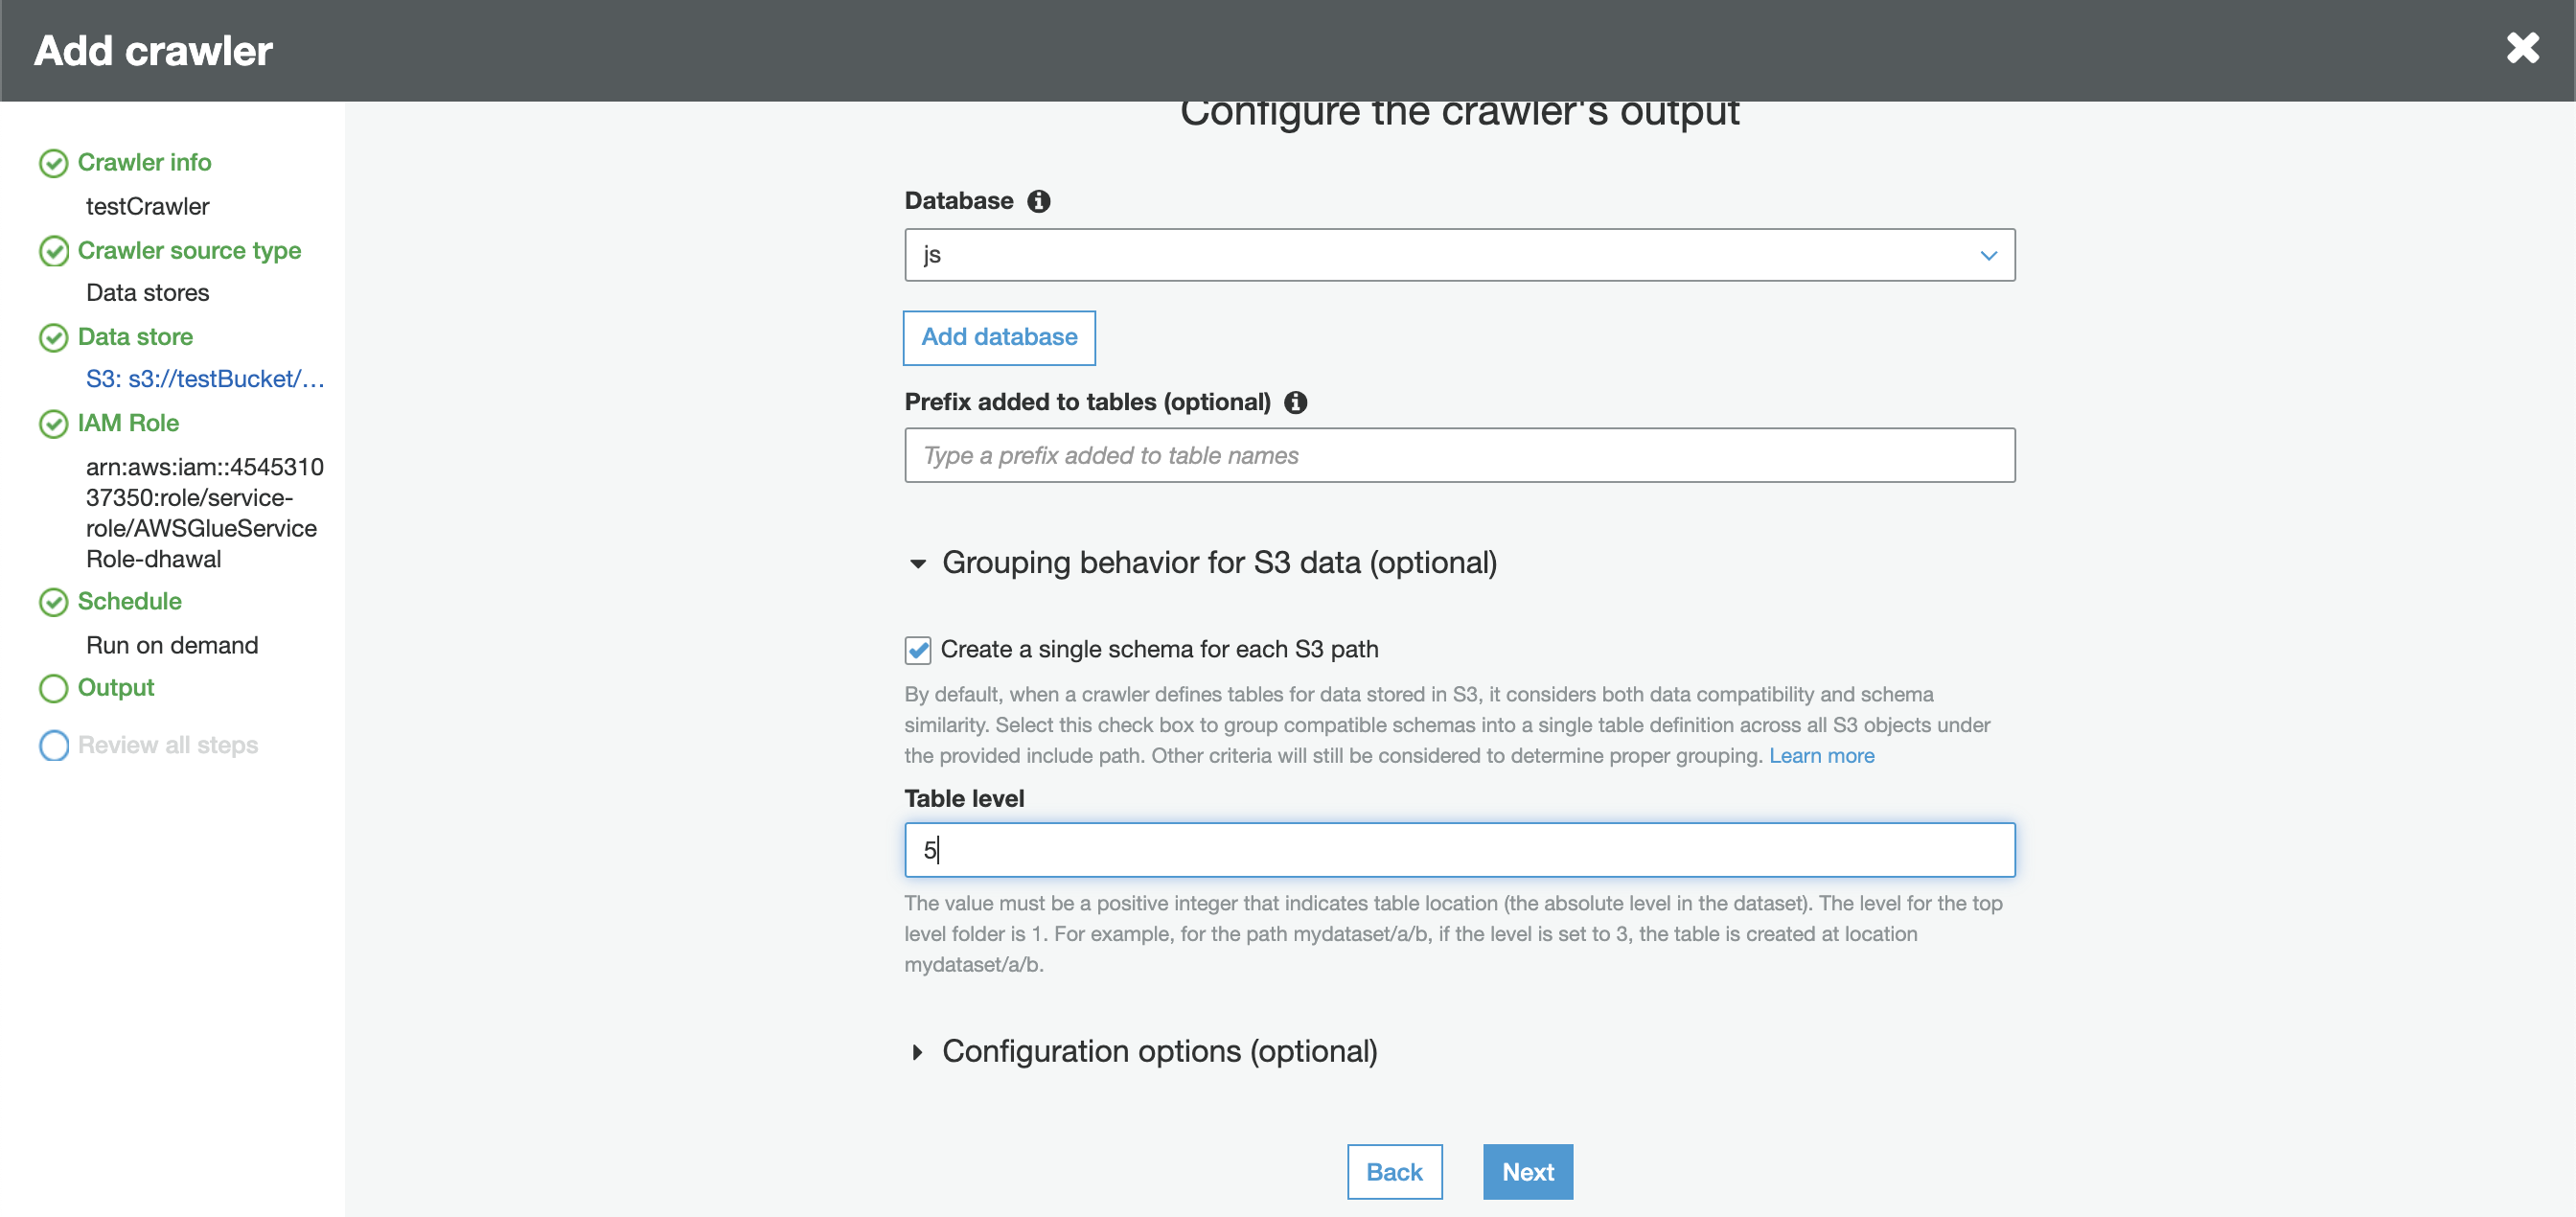 Add crawler
Crawler info
testCrawler
Crawler source type
Data stores
Data store
S3: s3://testBucket/...
IAM Role
arn:aws:iam::4545310
37350:role/service-
role/AWSGlueService
Role-dhawal
Schedule
Run on demand
Output
Review all steps
Configure the crawler's output
Database
js
Add database
Prefix added to tables (optional)
Type a prefix added to table names
Grouping behavior for S3 data (optional)
Create a single schema for each S3 path
By default, when a crawler defines tables for data stored in S3, it considers both data compatibility and schema
similarity. Select this check box to group compatible schemas into a single table definition across all S3 objects under
the provided include path. Other criteria will still be considered to determine proper grouping. Learn more
Table level
5
The value must be a positive integer that indicates table location (the absolute level in the dataset). The level for the top
level folder is 1. For example, for the path mydataset/a/b, if the level is set to 3, the table is created at location
mydataset/a/b.
Configuration options (optional)
Back
Next